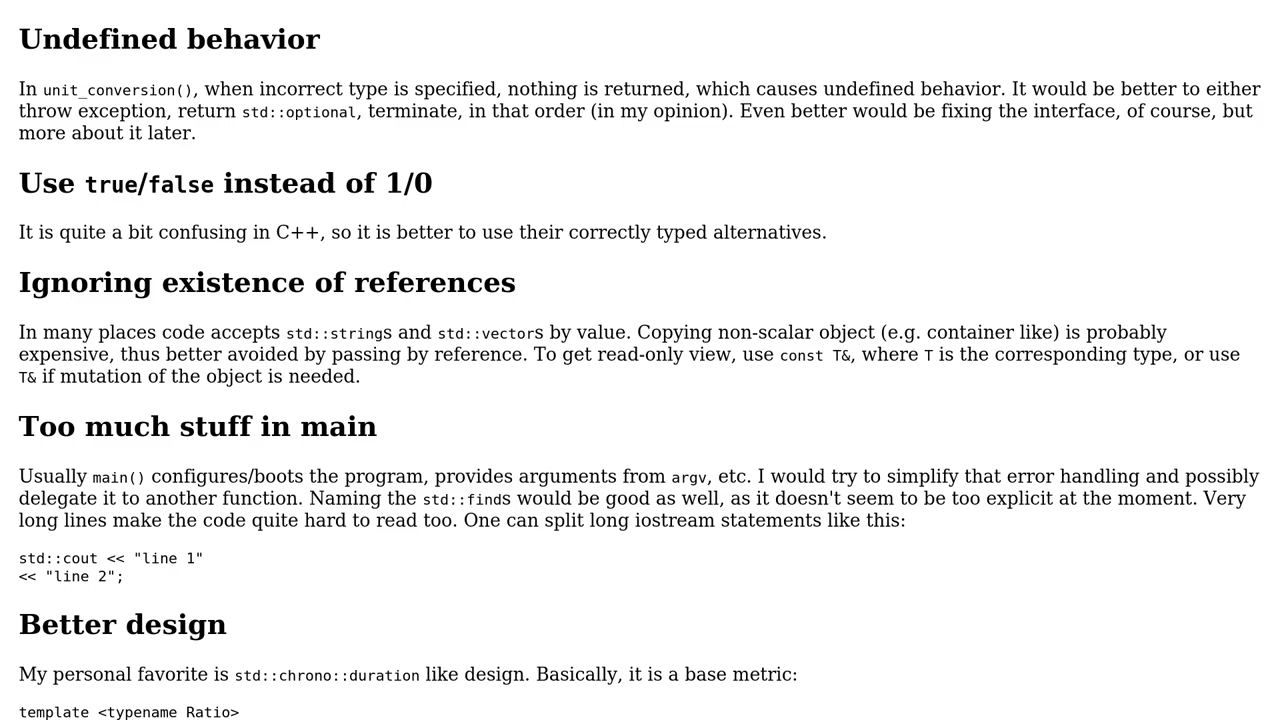 Undefined behavior
In unit_conversion(), when incorrect type is specified, nothing is returned, which causes undefined behavior. It would be better to either
throw exception, return std::optional, terminate, in that order (in my opinion). Even better would be fixing the interface, of course, but
more about it later.
Use true/false instead of 1/0
It is quite a bit confusing in C++, so it is better to use their correctly typed alternatives.
Ignoring existence of references
In many places code accepts std::strings and std::vectors by value. Copying non-scalar object (e.g. container like) is probably
expensive, thus better avoided by passing by reference. To get read-only view, use const T&, where T is the corresponding type, or use
T& if mutation of the object is needed.
Too much stuff in main
Usually main() configures/boots the program, provides arguments from argv, etc. I would try to simplify that error handling and possibly
delegate it to another function. Naming the std::finds would be good as well, as it doesn't seem to be too explicit at the moment. Very
long lines make the code quite hard to read too. One can split long iostream statements like this:
std::cout << "line 1"
<< "line 2";
Better design
My personal favorite is std::chrono::duration like design. Basically, it is a base metric:
template <typename Ratio>